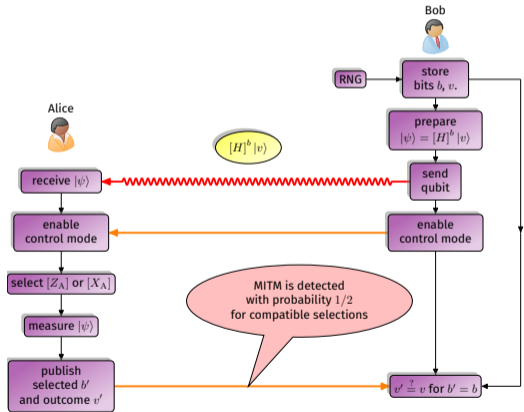 Bob
Alice
RNG
store
bits b, v.
prepare
|ψ⟩ = [H]^b |v⟩
[H]^b |v⟩
receive |ψ⟩
send
qubit
enable
control mode
enable
control mode
select [Z_A] or [X_A]
MITM is detected
with probability 1/2
for compatible selections
measure |ψ⟩
publish
selected b′
and outcome v′
v′ ≟ v for b′ = b